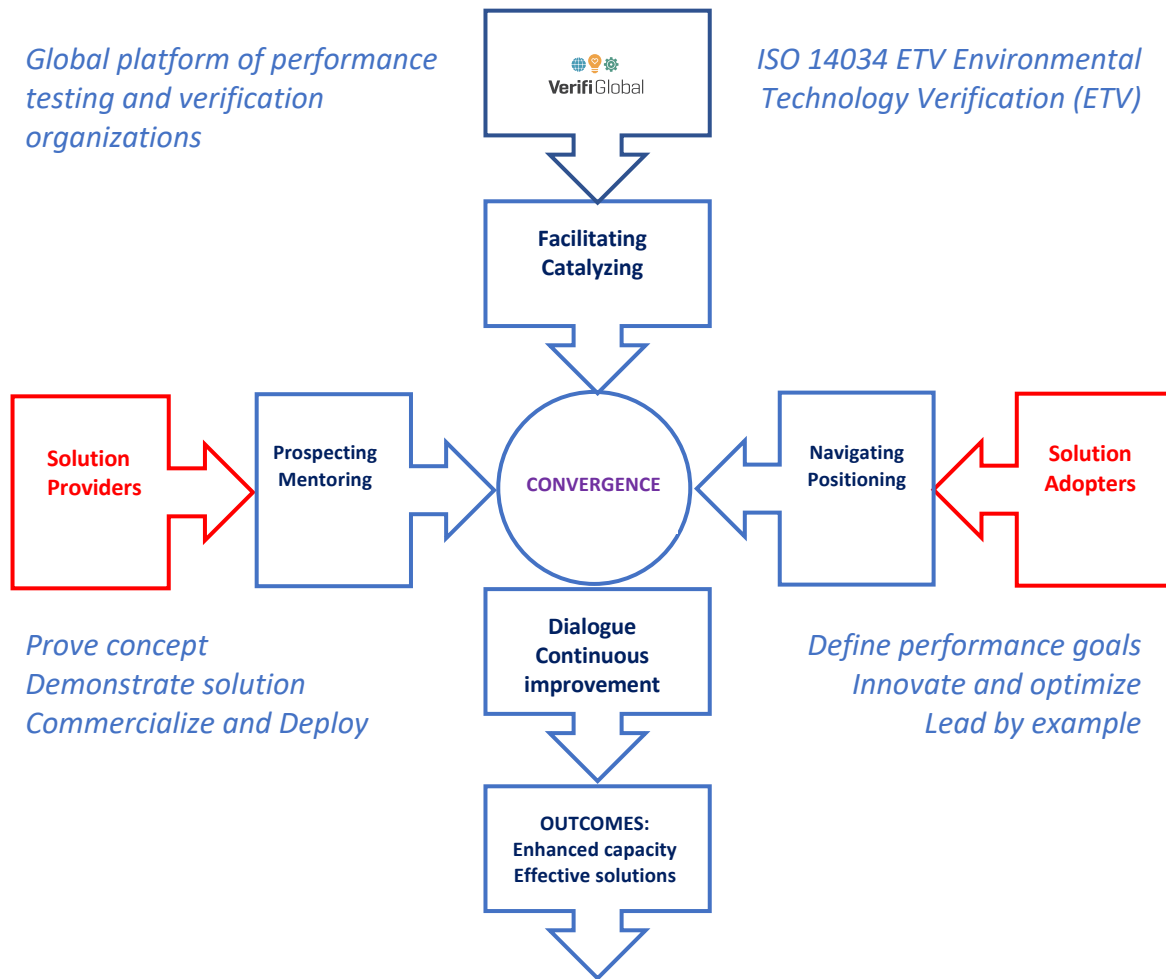 Global platform of performance
testing and verification
organizations
Verifi Global
ISO 14034 ETV Environmental
Technology Verification (ETV)
Facilitating
Catalyzing
Solution
Providers
Prospecting
Mentoring
CONVERGENCE
Navigating
Positioning
Solution
Adopters
Prove concept
Demonstrate solution
Commercialize and Deploy
Dialogue
Continuous
improvement
Define performance goals
Innovate and optimize
Lead by example
OUTCOMES:
Enhanced capacity
Effective solutions